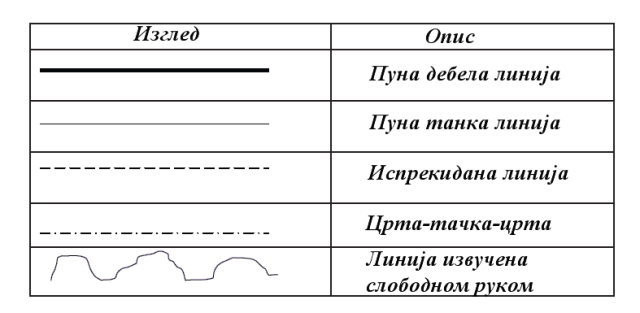 Изглед Опис
Пуна дебела линија
Пуна танка линија
Испрекидана линија
Црта-тачка-црта
Линија извучена
слободном руком